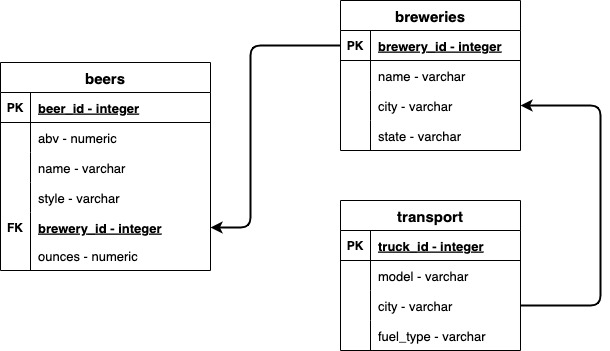 breweries
PK brewery_id - integer
name - varchar
city - varchar
state - varchar
beers
PK beer_id - integer
abv - numeric
name - varchar
style - varchar
FK brewery_id - integer
ounces - numeric
transport
PK truck_id - integer
model - varchar
city - varchar
fuel_type - varchar